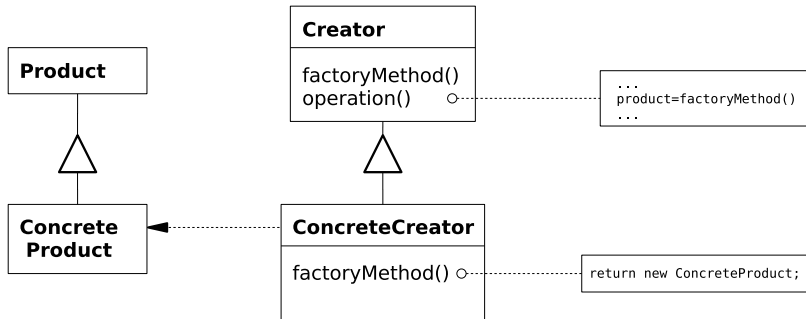 Product
Concrete
Product
Creator
factoryMethod()
operation()
...
product=factoryMethod()
...
ConcreteCreator
factoryMethod()
return new ConcreteProduct;